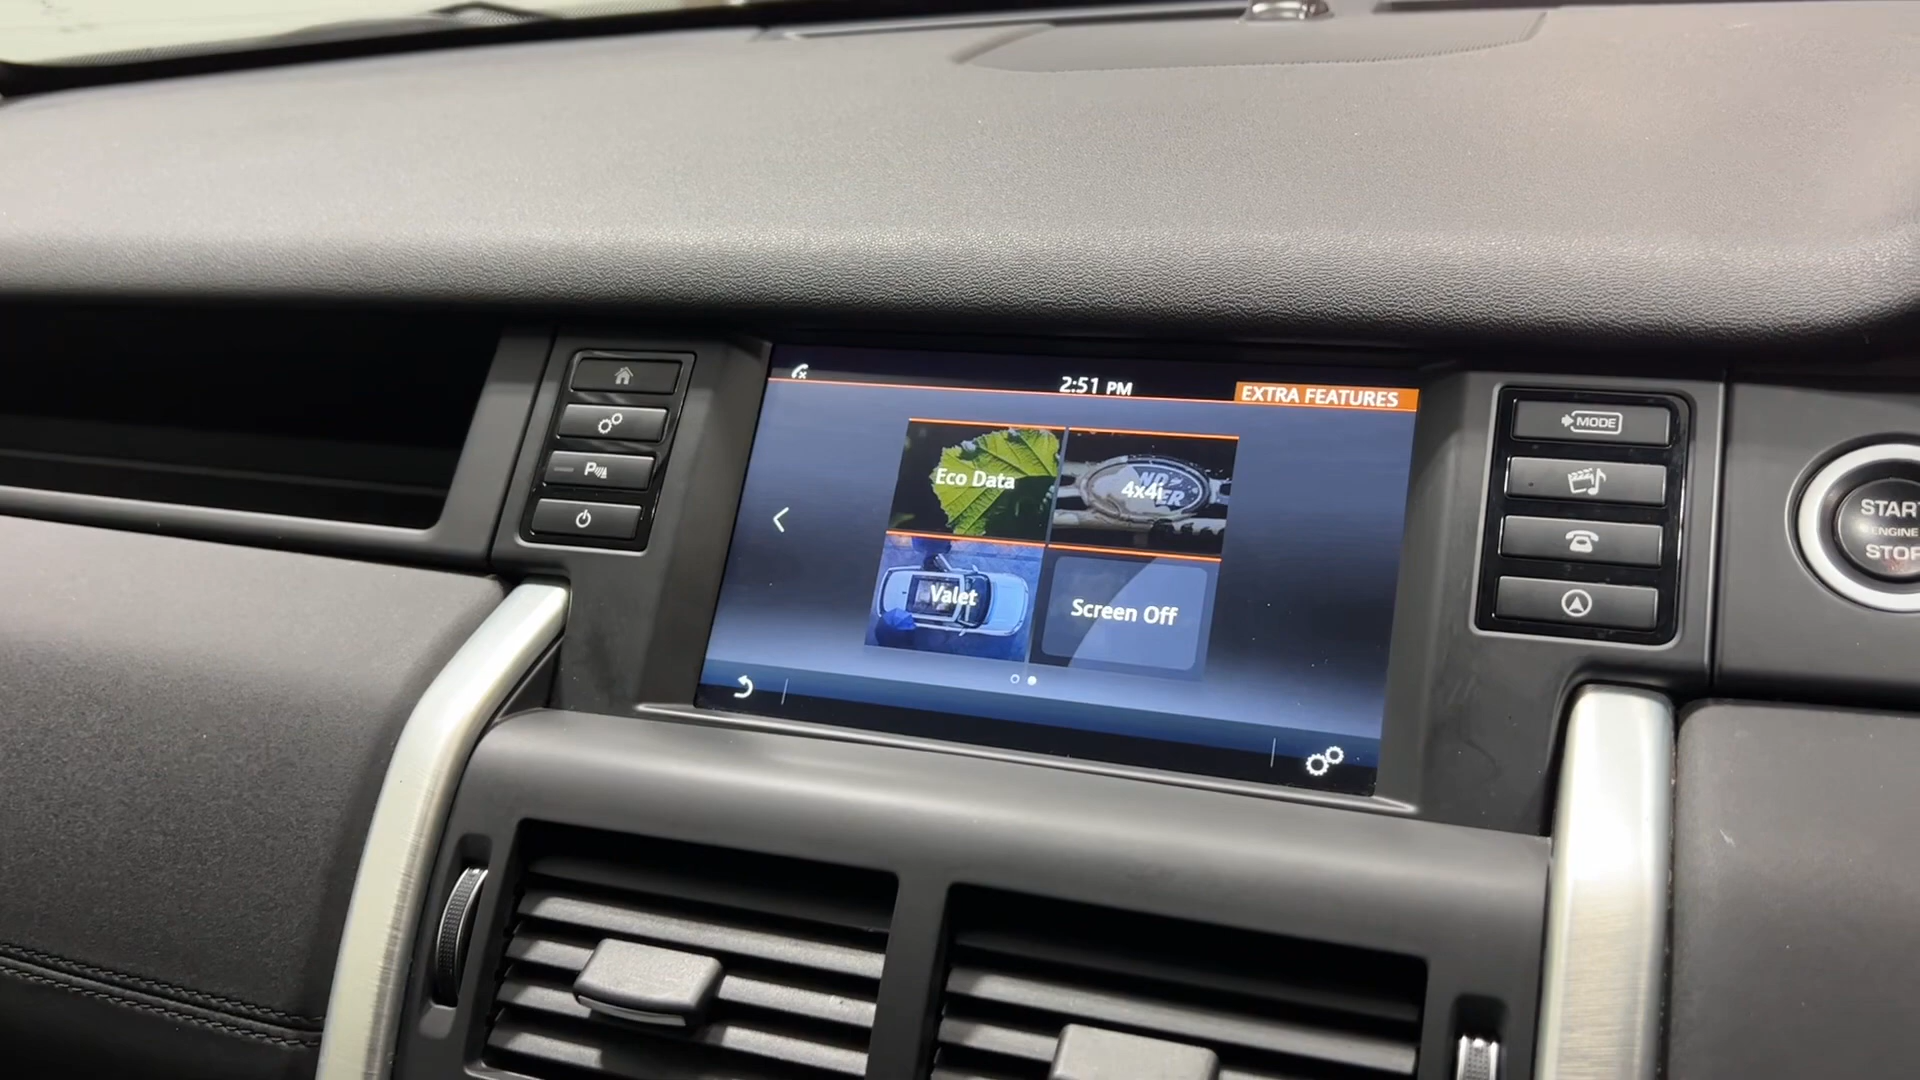 2:51 PM
EXTRA FEATURES
Eco Data
4x4i
Valet
Screen Off
P
MODE
START
ENGINE
STOP